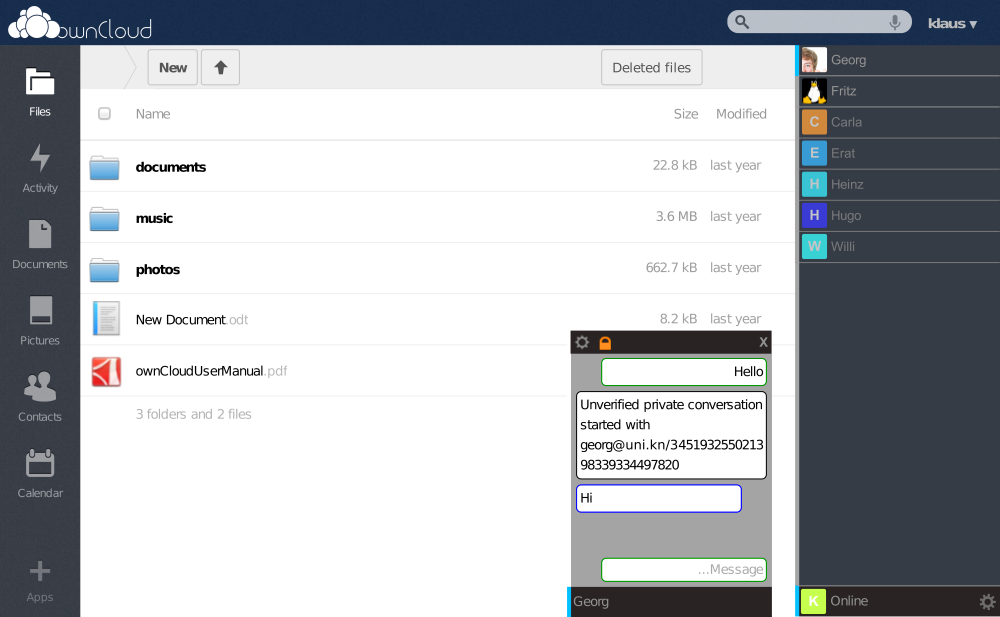 ownCloud
klaus ▾
Files
Activity
Documents
Pictures
Contacts
Calendar
Apps
New
Deleted files
Name Size Modified
documents 22.8 kB last year
music 3.6 MB last year
photos 662.7 kB last year
New Document.odt 8.2 kB last year
ownCloudUserManual.pdf
3 folders and 2 files
X
Hello
Unverified private conversation
started with
georg@uni.kn/3451932550213
98339334497820
Hi
...Message
Georg
Georg
Fritz
C Carla
E Erat
H Heinz
H Hugo
W Willi
K Online